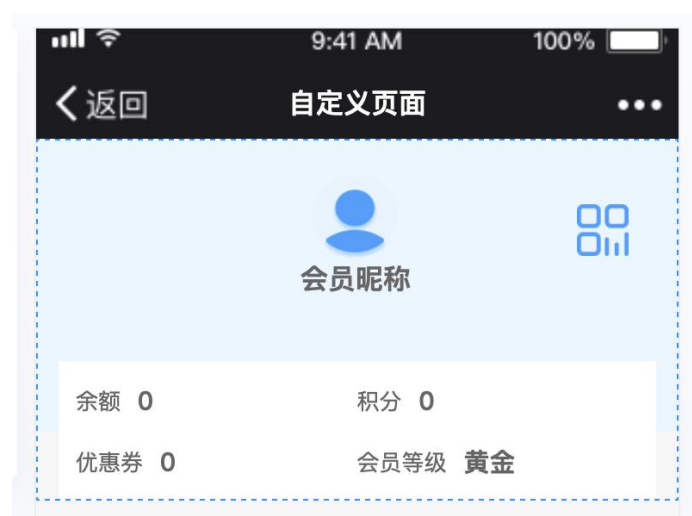 9:41 AM 100%
返回 自定义页面
会员昵称
余额 0 积分 0
优惠券 0 会员等级 黄金